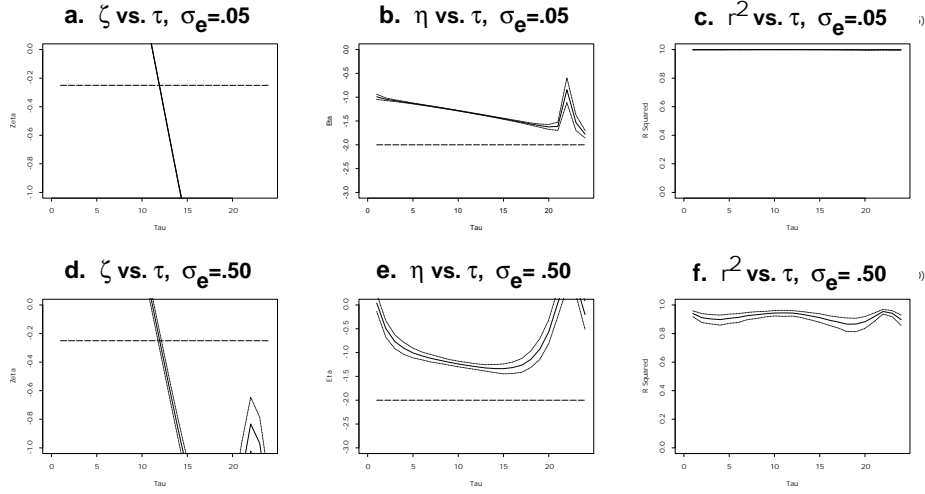 a. ζ vs. τ, σe=.05
b. η vs. τ, σe=.05
c. r2 vs. τ, σe=.05
Zeta
0.0
-0.2
-0.4
-0.6
-0.8
-1.0
0 5 10 15 20
Tau
Eta
0.0
-0.5
-1.0
-1.5
-2.0
-2.5
-3.0
0 5 10 15 20
Tau
R Squared
1.0
0.8
0.6
0.4
0.2
0.0
0 5 10 15 20
Tau
d. ζ vs. τ, σe=.50
e. η vs. τ, σe= .50
f. r2 vs. τ, σe= .50
Zeta
0.0
-0.2
-0.4
-0.6
-0.8
-1.0
0 5 10 15 20
Tau
Eta
0.0
-0.5
-1.0
-1.5
-2.0
-2.5
-3.0
0 5 10 15 20
Tau
R Squared
1.0
0.8
0.6
0.4
0.2
0.0
0 5 10 15 20
Tau